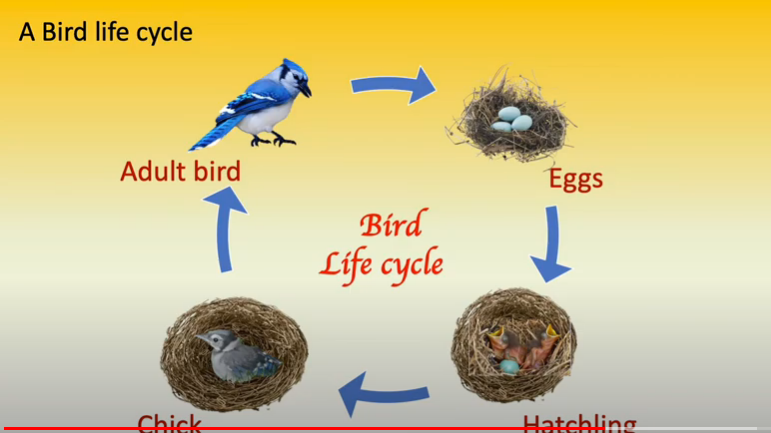 A Bird life cycle
Adult bird
Eggs
Bird
Life cycle
Chick
Hatchling